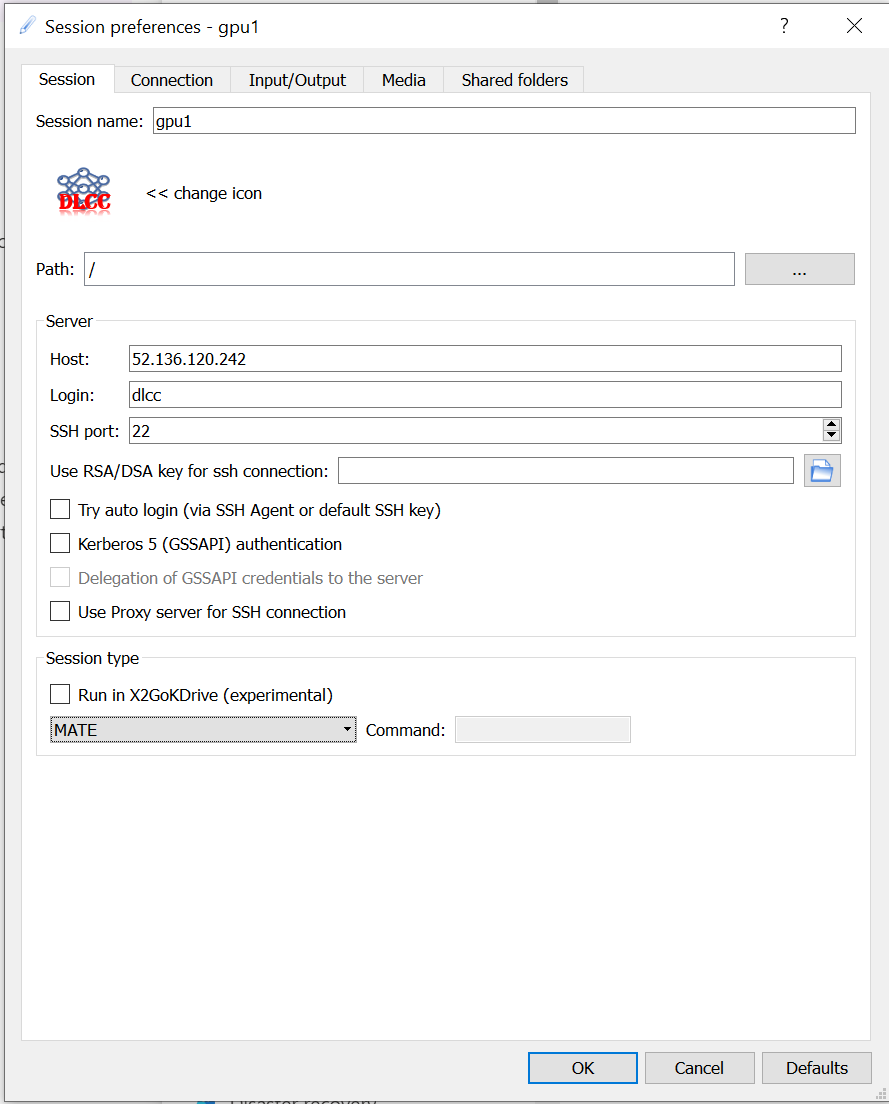 Session preferences - gpu1
?
Session Connection Input/Output Media Shared folders
Session name: gpu1
DLCC
<< change icon
Path: / ...
Server
Host: 52.136.120.242
Login: dlcc
SSH port: 22
Use RSA/DSA key for ssh connection:
Try auto login (via SSH Agent or default SSH key)
Kerberos 5 (GSSAPI) authentication
Delegation of GSSAPI credentials to the server
Use Proxy server for SSH connection
Session type
Run in X2GoKDrive (experimental)
MATE Command:
OK Cancel Defaults
Disaster recovery